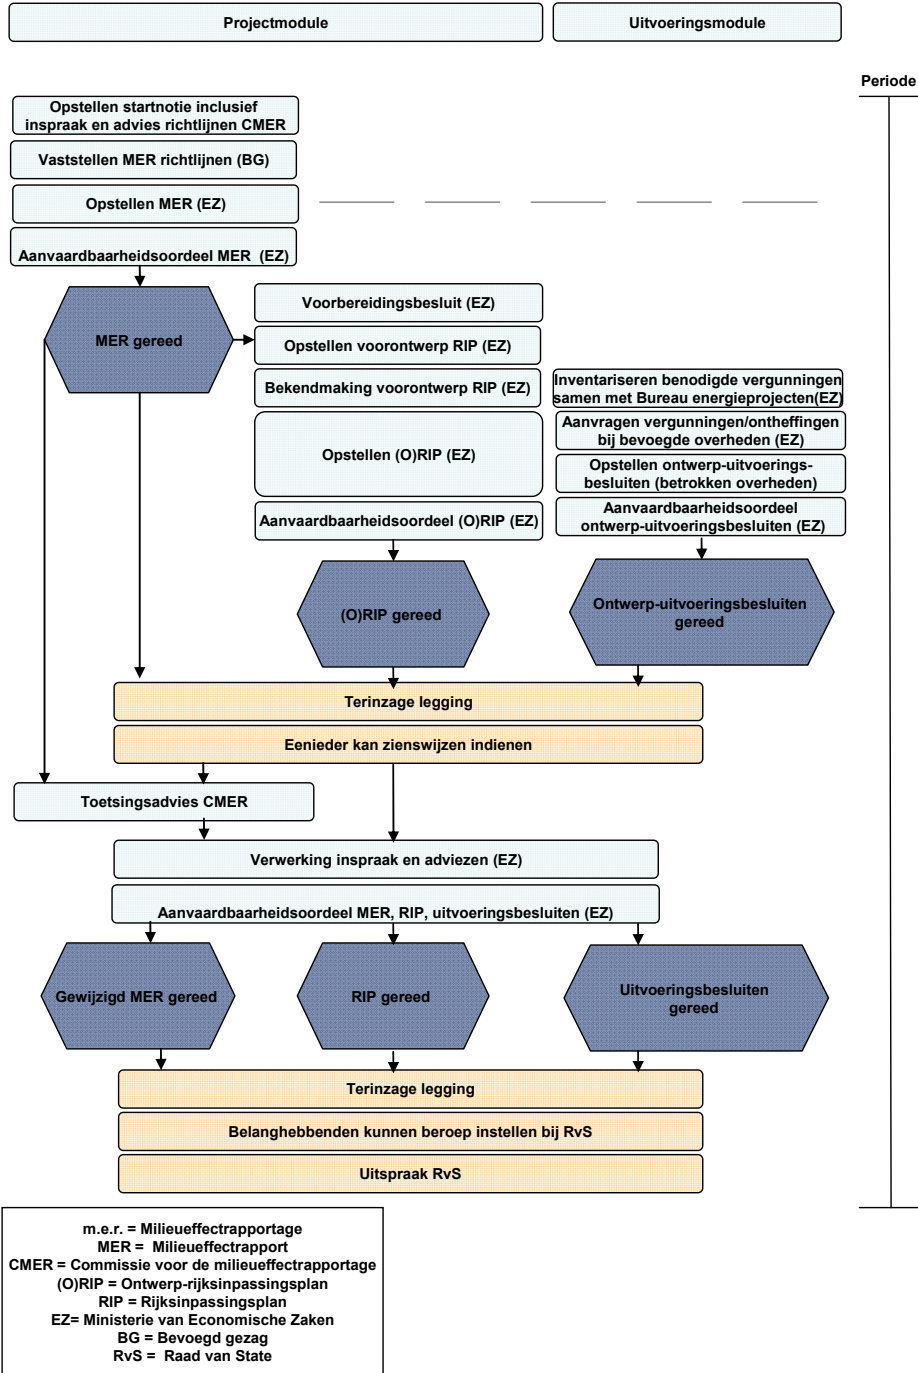 Projectmodule
Uitvoeringsmodule
Periode
Opstellen startnotie inclusief
inspraak en advies richtlijnen CMER
Vaststellen MER richtlijnen (BG)
Opstellen MER (EZ)
Aanvaardbaarheidsoordeel MER (EZ)
MER gereed
Voorbereidingsbesluit (EZ)
Opstellen voorontwerp RIP (EZ)
Bekendmaking voorontwerp RIP (EZ)
Opstellen (O)RIP (EZ)
Aanvaardbaarheidsoordeel (O)RIP (EZ)
(O)RIP gereed
Inventariseren benodigde vergunningen
samen met Bureau energieprojecten(EZ)
Aanvragen vergunningen/ontheffingen
bij bevoegde overheden (EZ)
Opstellen ontwerp-uitvoerings-
besluiten (betrokken overheden)
Aanvaardbaarheidsoordeel
ontwerp-uitvoeringsbesluiten (EZ)
Ontwerp-uitvoeringsbesluiten
gereed
Terinzage legging
Eenieder kan zienswijzen indienen
Toetsingsadvies CMER
Verwerking inspraak en adviezen (EZ)
Aanvaardbaarheidsoordeel MER, RIP, uitvoeringsbesluiten (EZ)
Gewijzigd MER gereed
RIP gereed
Uitvoeringsbesluiten
gereed
Terinzage legging
Belanghebbenden kunnen beroep instellen bij RvS
Uitspraak RvS
m.e.r. = Milieueffectrapportage
MER = Milieueffectrapport
CMER = Commissie voor de milieueffectrapportage
(O)RIP = Ontwerp-rijksinpassingsplan
RIP = Rijksinpassingsplan
EZ= Ministerie van Economische Zaken
BG = Bevoegd gezag
RvS = Raad van State